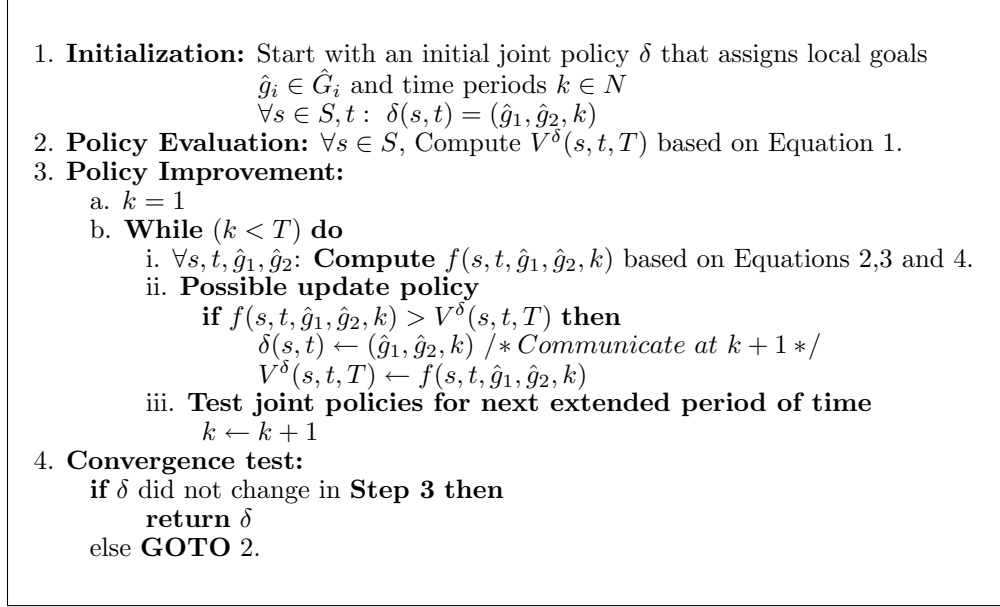 1. Initialization: Start with an initial joint policy δ that assigns local goals
ĝ_i ∈ Ĝ_i and time periods k ∈ N
∀s ∈ S, t : δ(s, t) = (ĝ_1, ĝ_2, k)
2. Policy Evaluation: ∀s ∈ S, Compute V^δ(s, t, T) based on Equation 1.
3. Policy Improvement:
a. k = 1
b. While (k < T) do
i. ∀s, t, ĝ_1, ĝ_2: Compute f(s, t, ĝ_1, ĝ_2, k) based on Equations 2,3 and 4.
ii. Possible update policy
if f(s, t, ĝ_1, ĝ_2, k) > V^δ(s, t, T) then
δ(s, t) ← (ĝ_1, ĝ_2, k) /∗ Communicate at k + 1 ∗/
V^δ(s, t, T) ← f(s, t, ĝ_1, ĝ_2, k)
iii. Test joint policies for next extended period of time
k ← k + 1
4. Convergence test:
if δ did not change in Step 3 then
return δ
else GOTO 2.